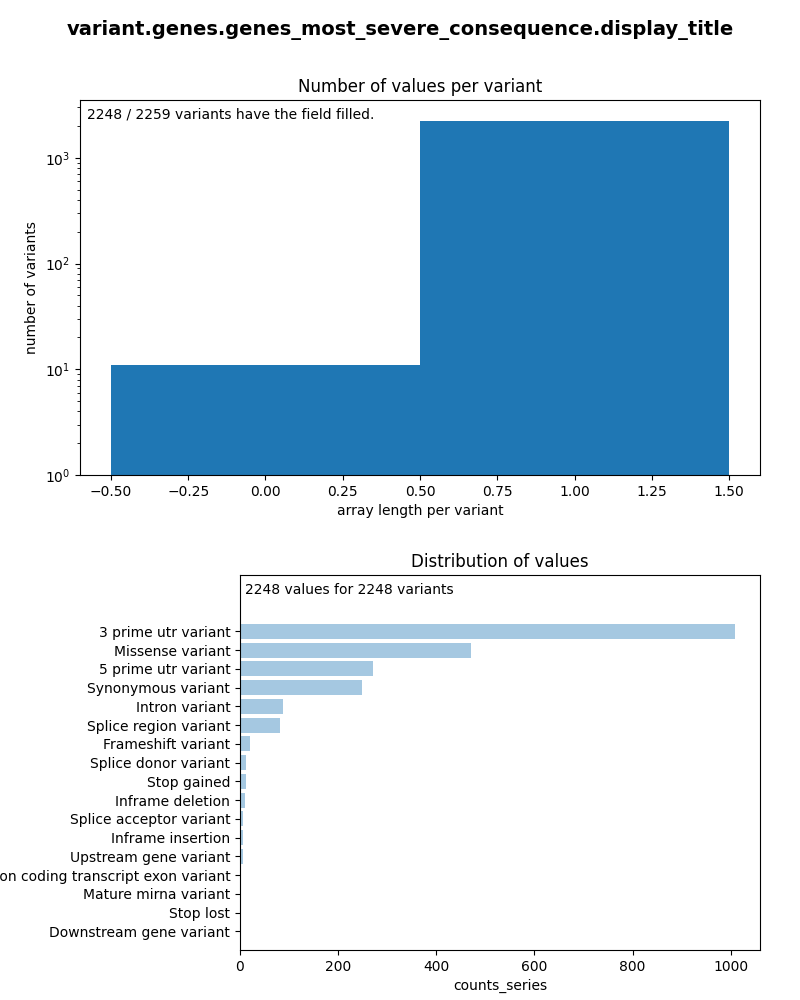 variant.genes.genes_most_severe_consequence.display_title
Number of values per variant
2248 / 2259 variants have the field filled.
number of variants
10³
10²
10¹
10⁰
−0.50 −0.25 0.00 0.25 0.50 0.75 1.00 1.25 1.50
array length per variant
Distribution of values
2248 values for 2248 variants
3 prime utr variant
Missense variant
5 prime utr variant
Synonymous variant
Intron variant
Splice region variant
Frameshift variant
Splice donor variant
Stop gained
Inframe deletion
Splice acceptor variant
Inframe insertion
Upstream gene variant
on coding transcript exon variant
Mature mirna variant
Stop lost
Downstream gene variant
0 200 400 600 800 1000
counts_series